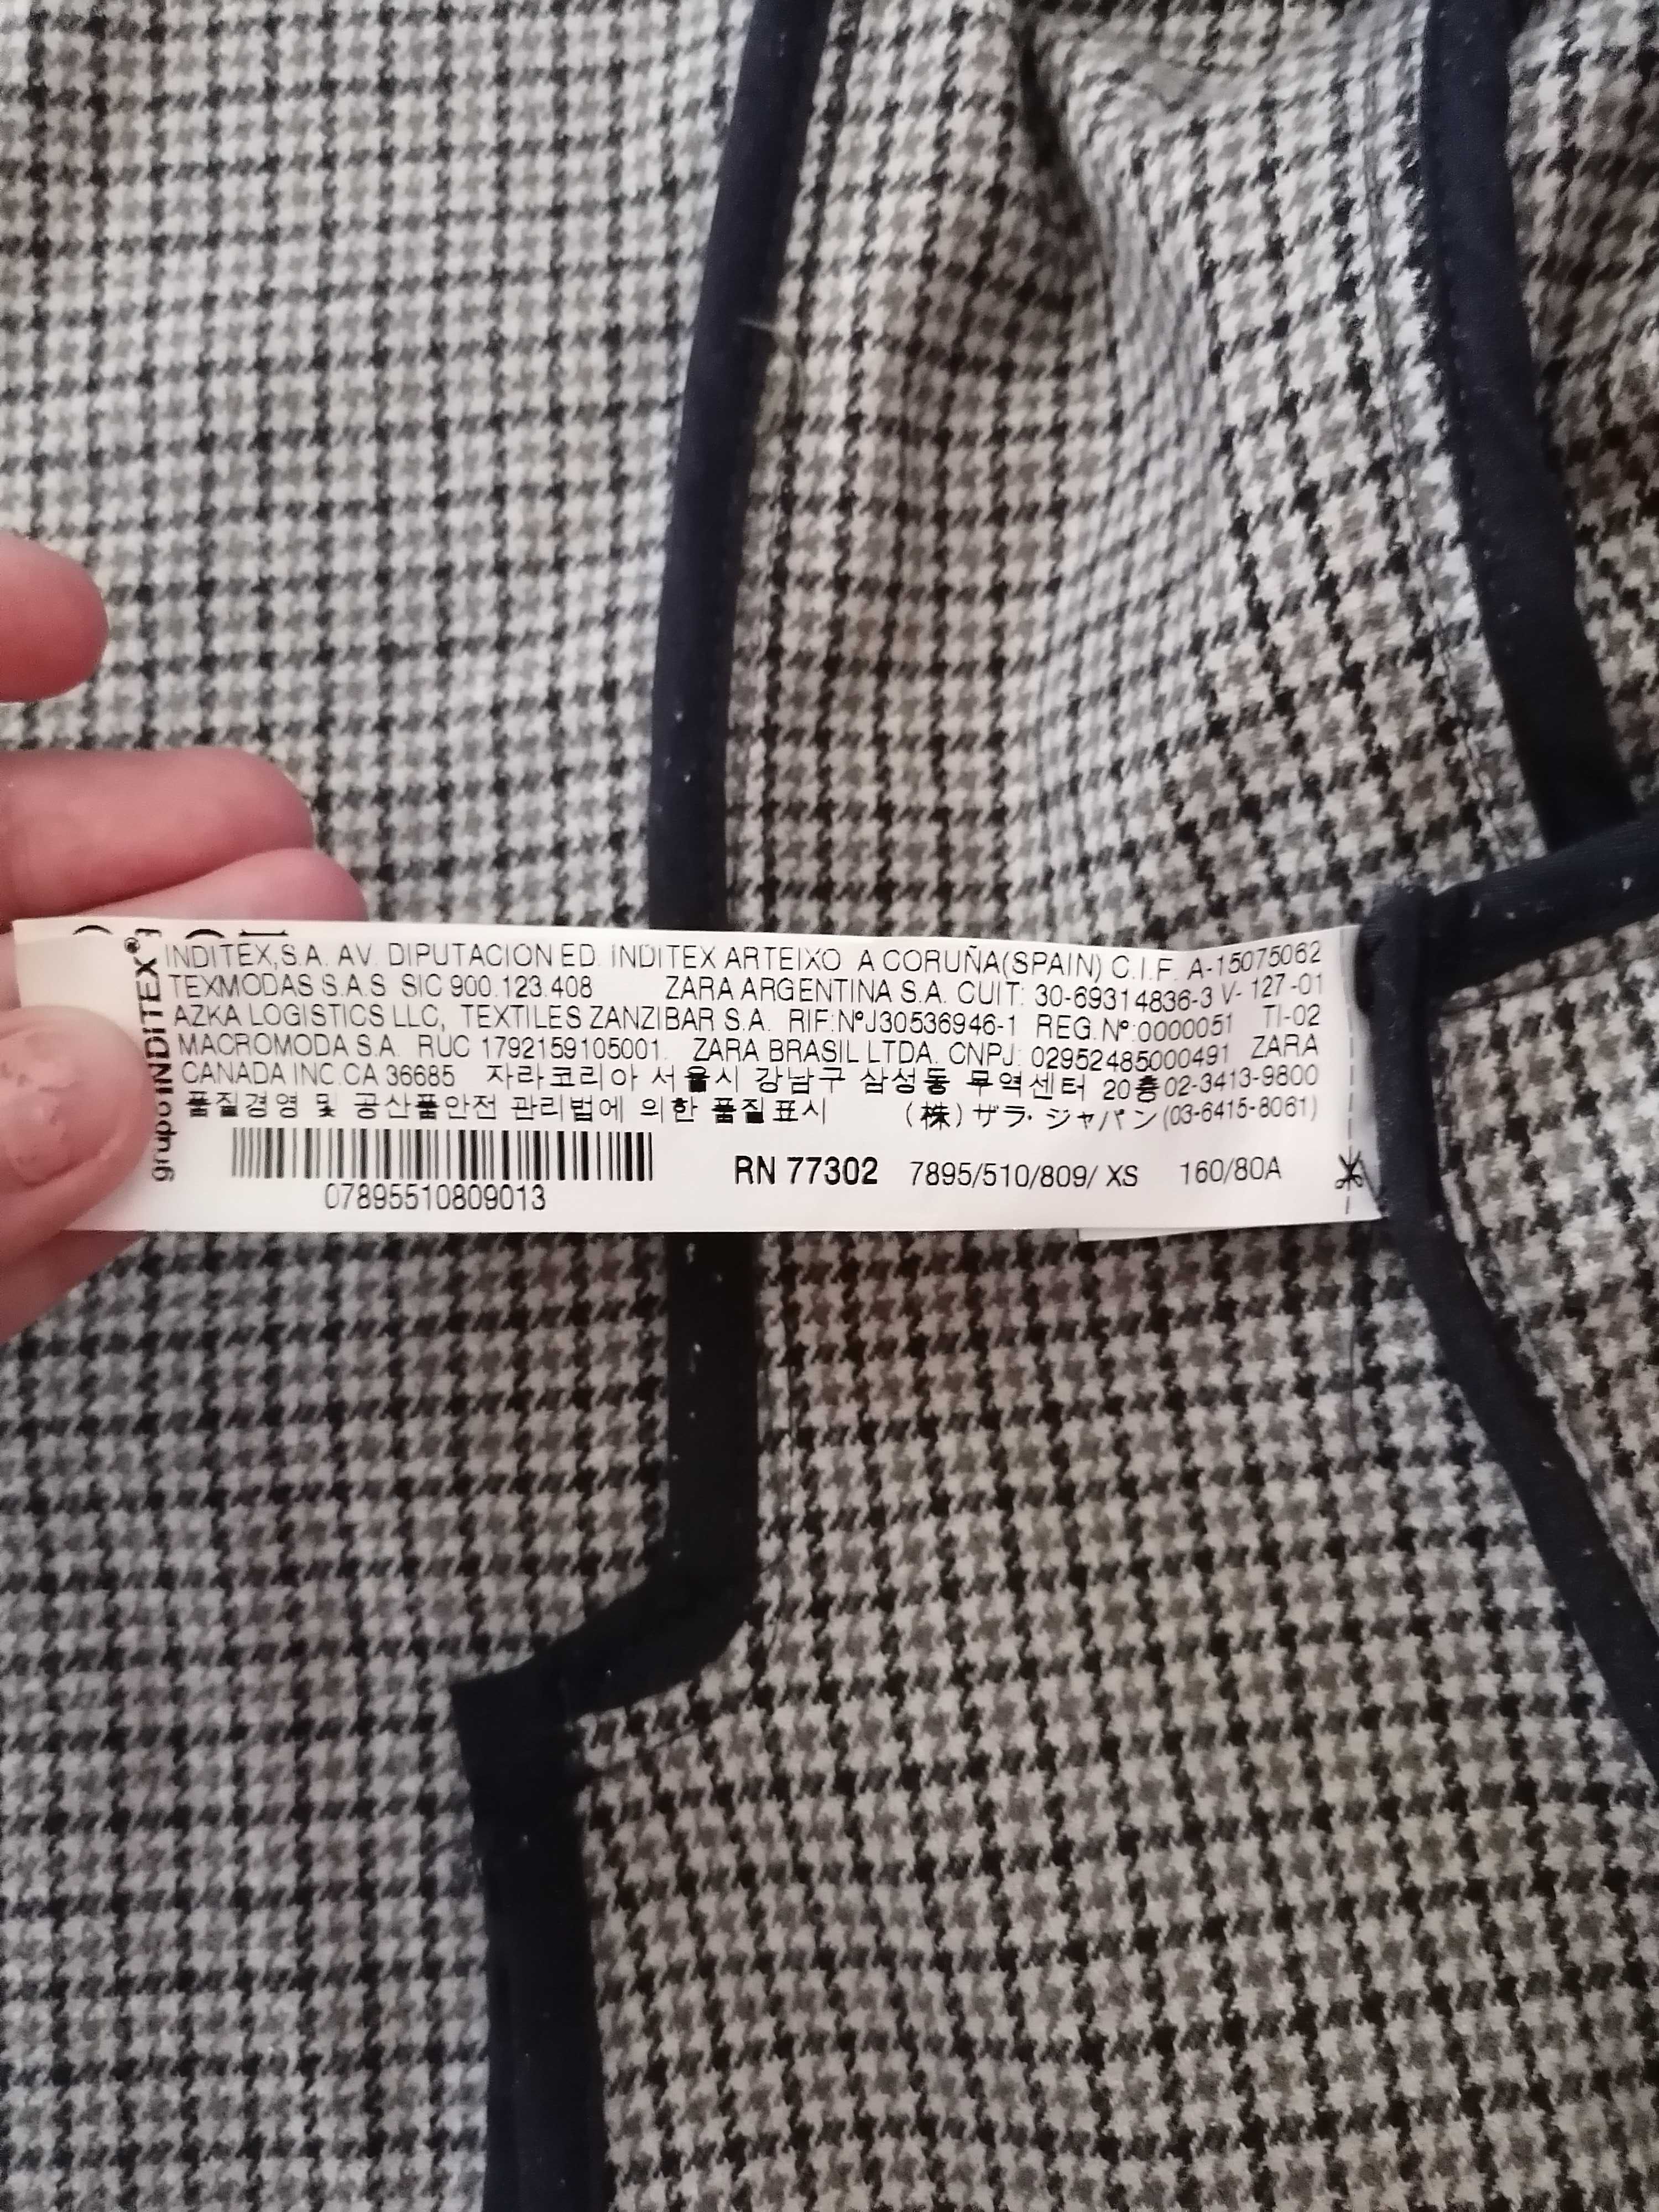 grupo INDITEX®
INDITEX,S.A. AV. DIPUTACION ED. INDITEX ARTEIXO A CORUÑA(SPAIN) C.I.F. A-15075062
TEXMODAS S.A.S SIC 900.123.408 ZARA ARGENTINA S.A. CUIT: 30-69314836-3 V-127-01
AZKA LOGISTICS LLC, TEXTILES ZANZIBAR S.A. RIF:NºJ30536946-1 REG.Nº:0000051 TI-02
MACROMODA S.A. RUC 1792159105001. ZARA BRASIL LTDA. CNPJ: 02952485000491 ZARA
CANADA INC.CA 36685 자라코리아 서울시 강남구 삼성동 무역센터 20층 02-3413-9800
품질경영 및 공산품안전 관리법에 의한 품질표시 (株)ザラ・ジャパン(03-6415-8061)
RN 77302 7895/510/809/ XS 160/80A
07895510809013